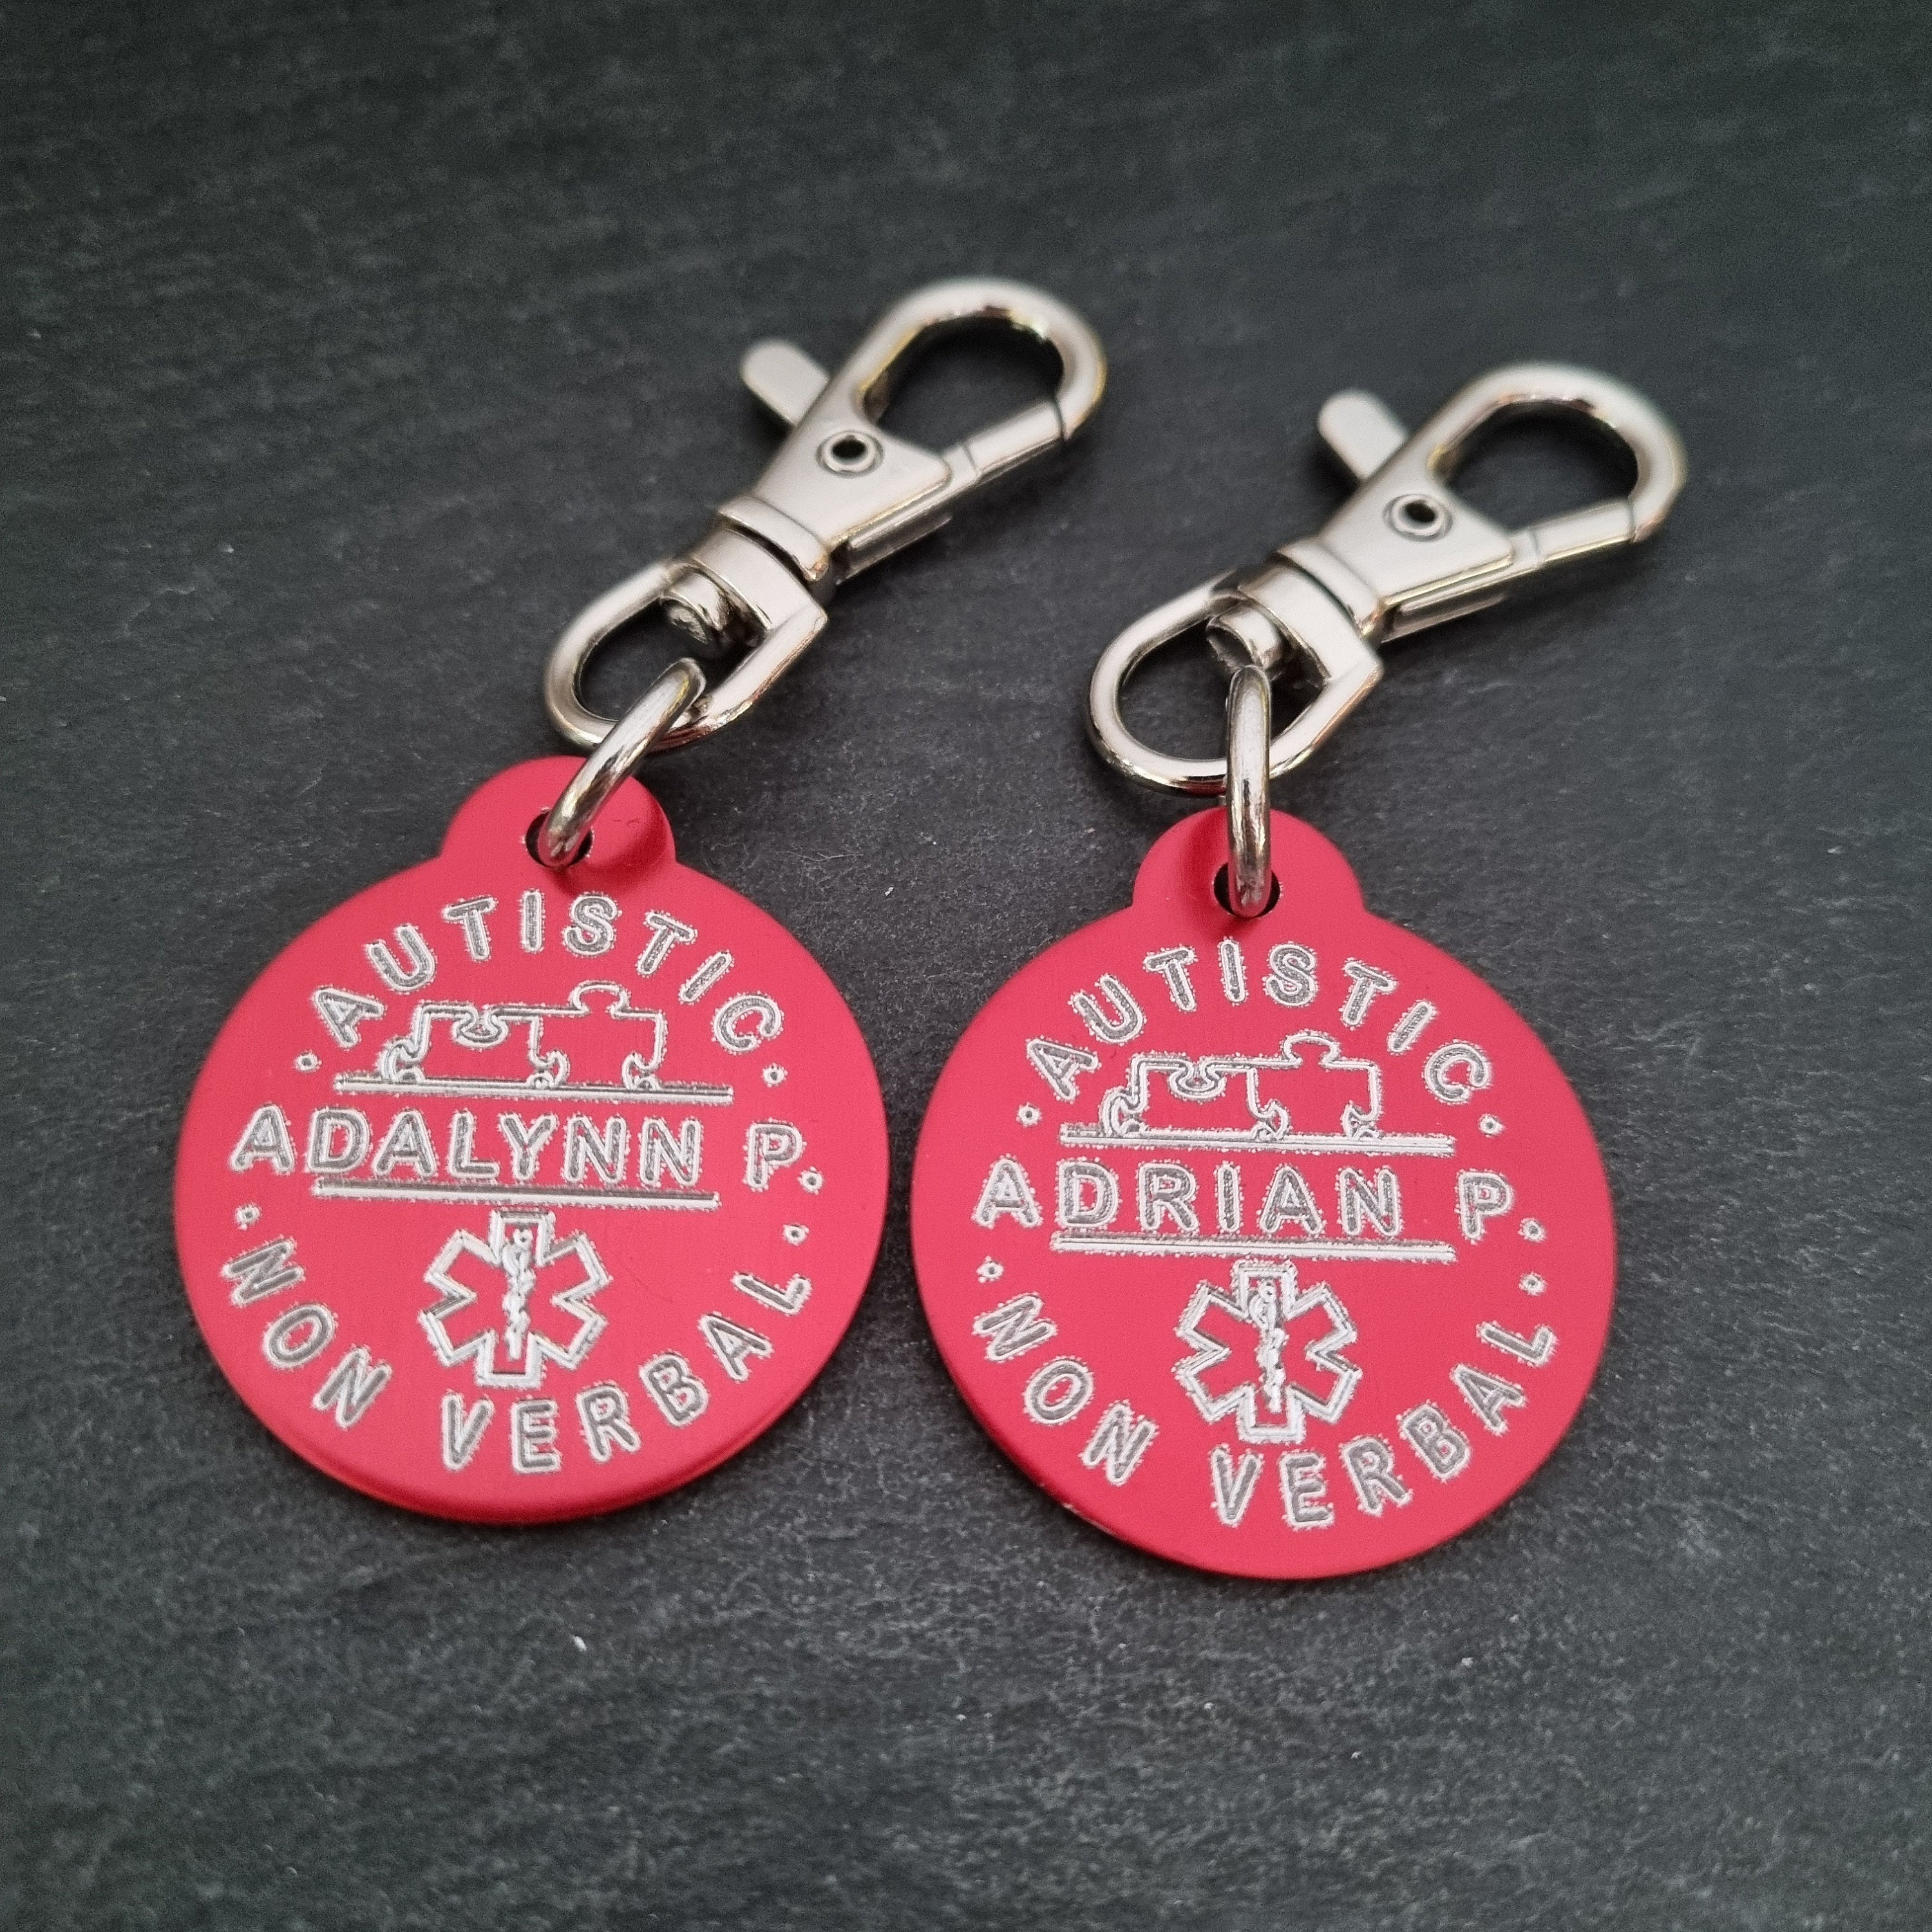 · AUTISTIC ·
ADALYNN P.
· NON VERBAL ·
· AUTISTIC ·
ADRIAN P.
· NON VERBAL ·